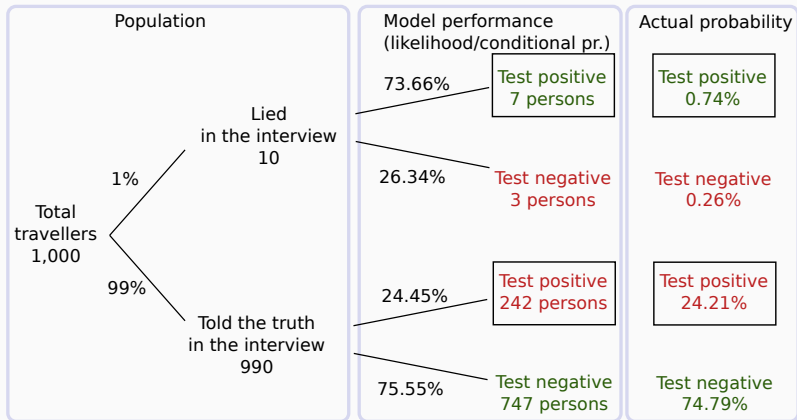 Population
Model performance
(likelihood/conditional pr.)
Actual probability
73.66%
Test positive
7 persons
Test positive
0.74%
Lied
in the interview
10
26.34%
Test negative
3 persons
Test negative
0.26%
1%
Total
travellers
1,000
99%
24.45%
Test positive
242 persons
Test positive
24.21%
Told the truth
in the interview
990
75.55%
Test negative
747 persons
Test negative
74.79%